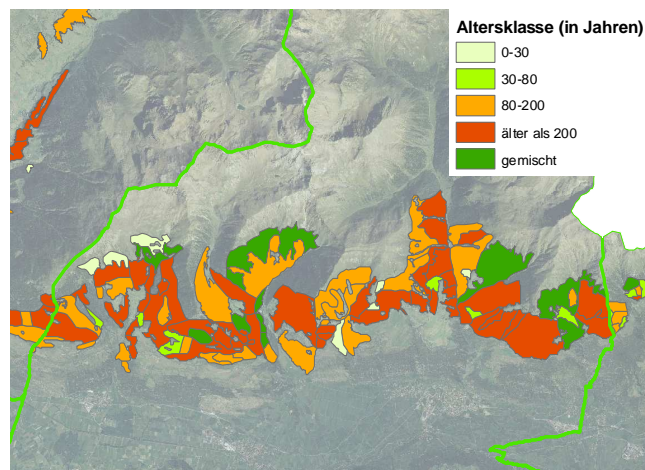 Altersklasse (in Jahren)
0-30
30-80
80-200
älter als 200
gemischt